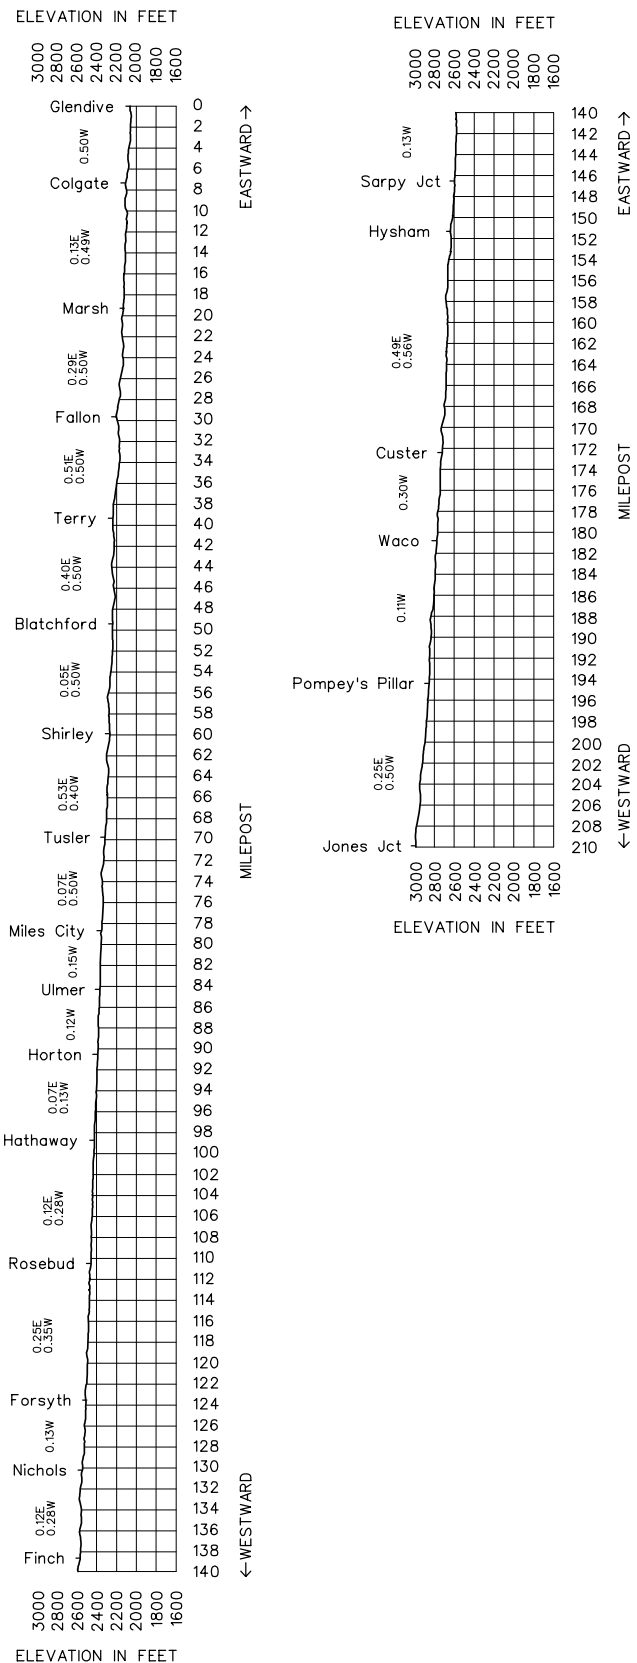 ELEVATION IN FEET
3000 2800 2600 2400 2200 2000 1800 1600
Glendive
0
2
0.50W
4
6
Colgate
8
10
12
0.13E
0.49W
14
16
18
Marsh
20
22
24
0.29E
0.50W
26
28
Fallon
30
32
0.51E
0.50W
34
36
38
Terry
40
42
0.40E
0.50W
44
46
48
Blatchford
50
52
54
0.05E
0.50W
56
58
Shirley
60
62
64
0.53E
0.40W
66
68
Tusler
70
72
74
0.07E
0.50W
76
78
Miles City
80
0.15W
82
Ulmer
84
86
0.12W
88
Horton
90
92
0.07E
0.13W
94
96
98
Hathaway
100
102
104
0.12E
0.28W
106
108
Rosebud
110
112
114
116
0.25E
0.35W
118
120
122
Forsyth
124
126
0.13W
128
Nichols
130
132
134
0.12E
0.28W
136
138
Finch
140
EASTWARD→
MILEPOST
←WESTWARD
3000 2800 2600 2400 2200 2000 1800 1600
ELEVATION IN FEET
ELEVATION IN FEET
3000 2800 2600 2400 2200 2000 1800 1600
140
0.13W
142
144
Sarpy Jct
146
148
150
Hysham
152
154
156
158
160
0.49E
0.56W
162
164
166
168
170
Custer
172
174
0.30W
176
178
Waco
180
182
184
186
0.11W
188
190
192
Pompey's Pillar
194
196
198
200
0.25E
0.50W
202
204
206
208
Jones Jct
210
EASTWARD→
MILEPOST
←WESTWARD
3000 2800 2600 2400 2200 2000 1800 1600
ELEVATION IN FEET